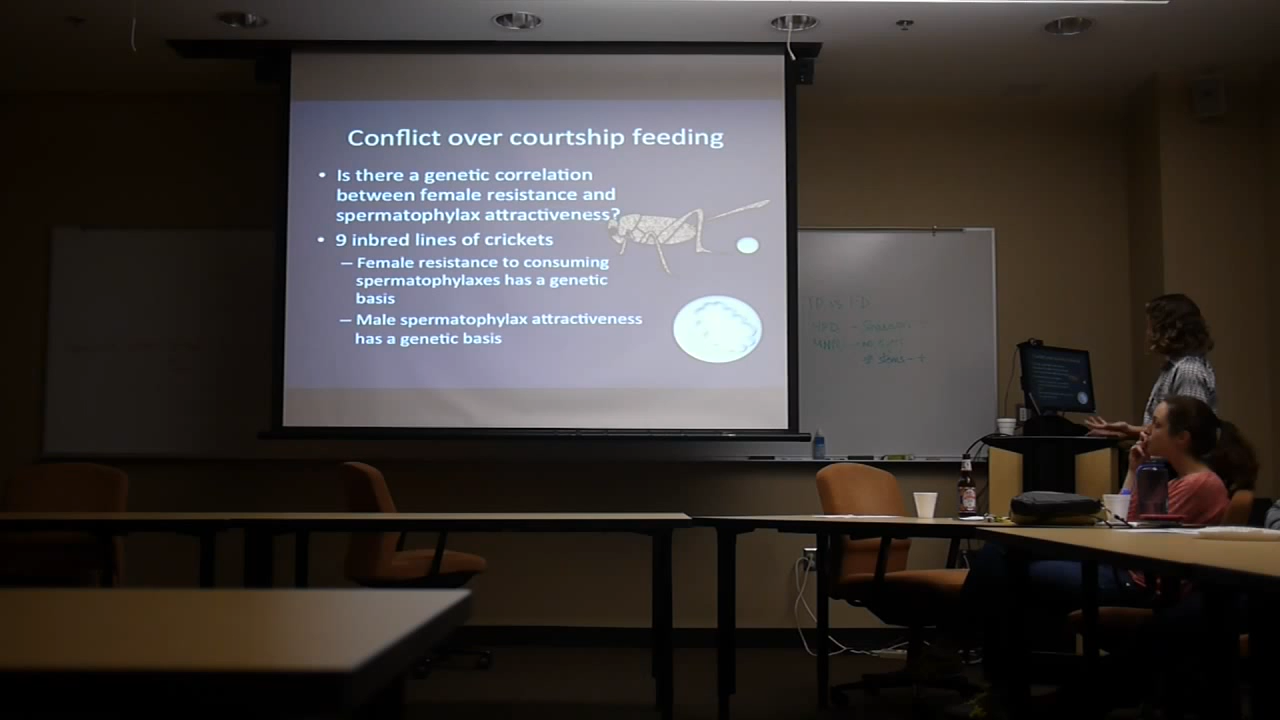 Conflict over courtship feeding
• Is there a genetic correlation
between female resistance and
spermatophylax attractiveness?
• 9 inbred lines of crickets
– Female resistance to consuming
spermatophylaxes has a genetic
basis
– Male spermatophylax attractiveness
has a genetic basis